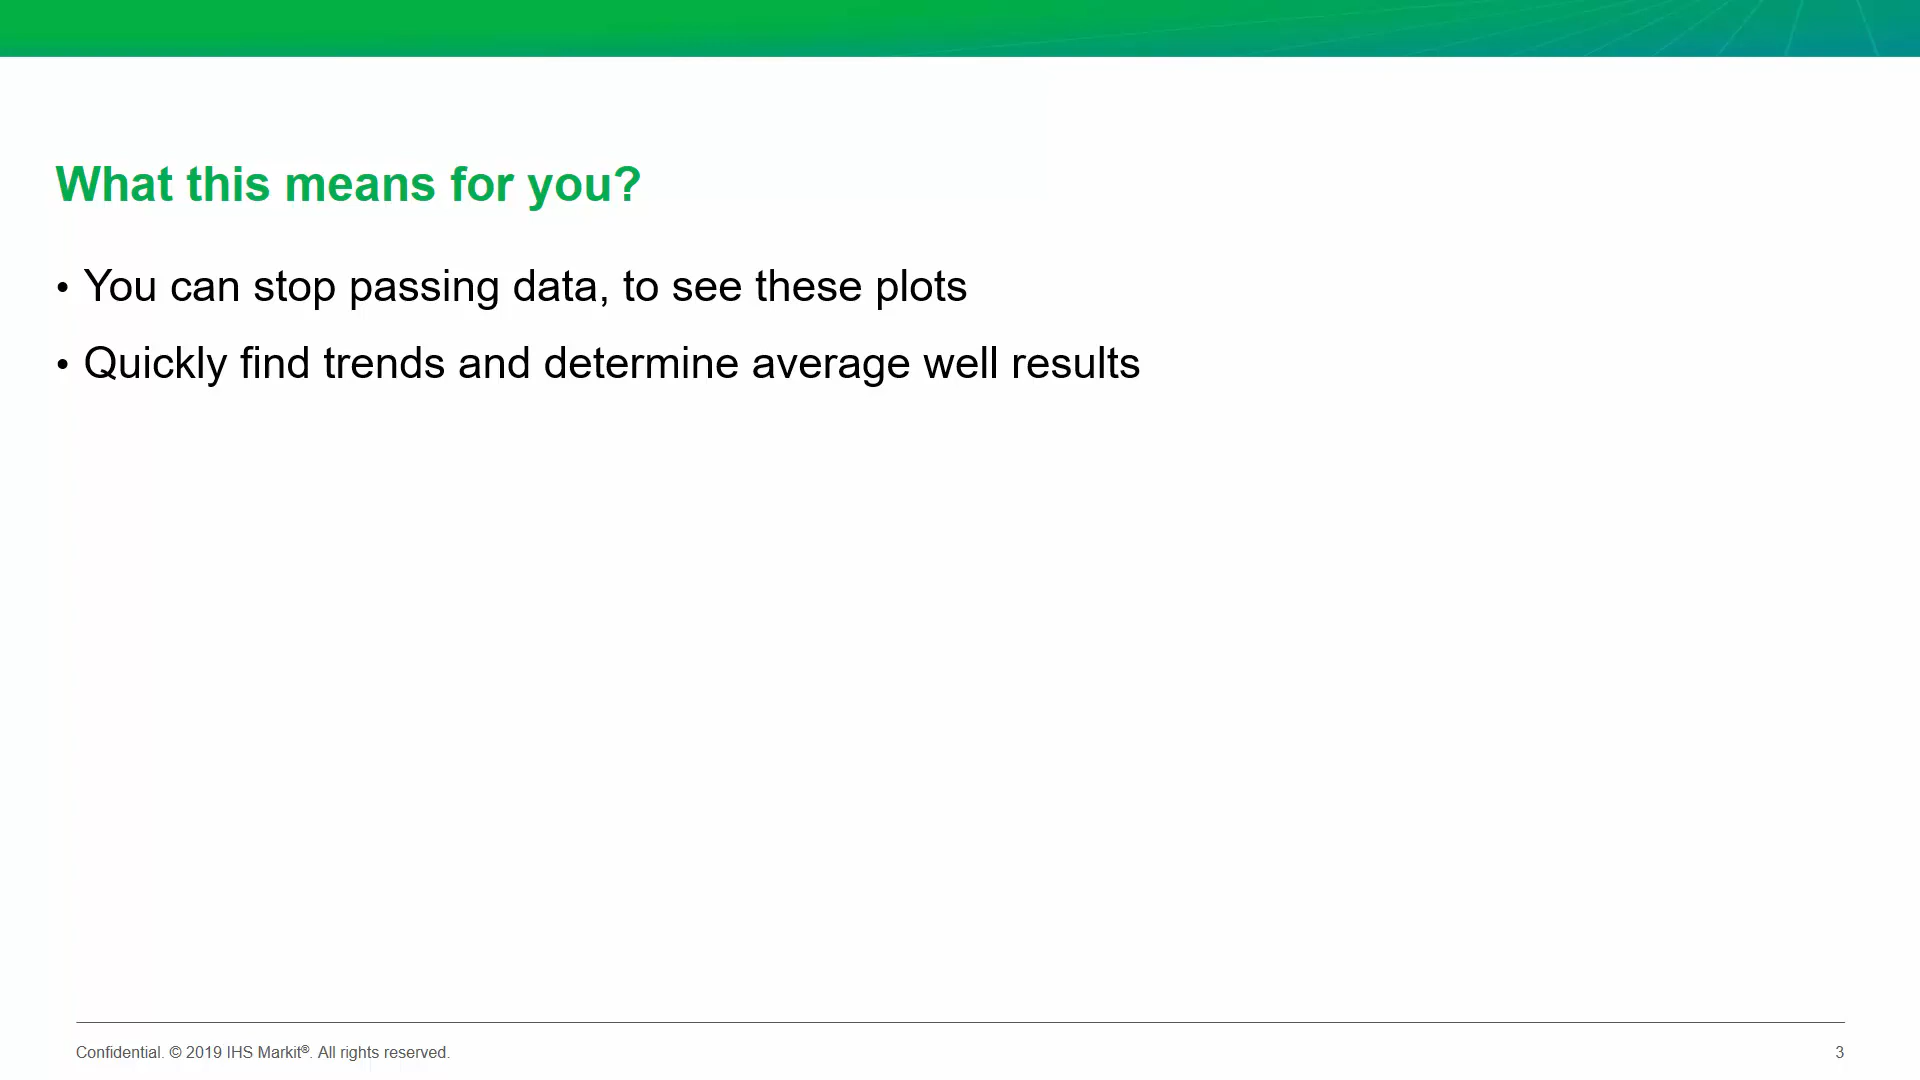 What this means for you?
• You can stop passing data, to see these plots
• Quickly find trends and determine average well results
Confidential. © 2019 IHS Markit®. All rights reserved.
3